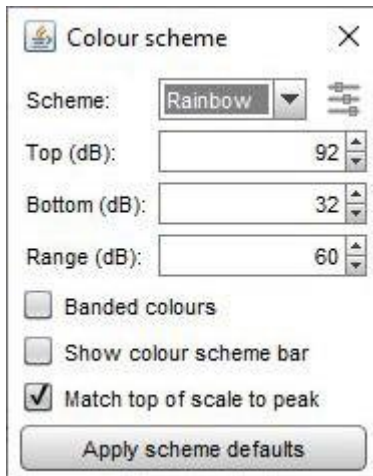 Colour scheme
Scheme: Rainbow
Top (dB): 92
Bottom (dB): 32
Range (dB): 60
Banded colours
Show colour scheme bar
Match top of scale to peak
Apply scheme defaults